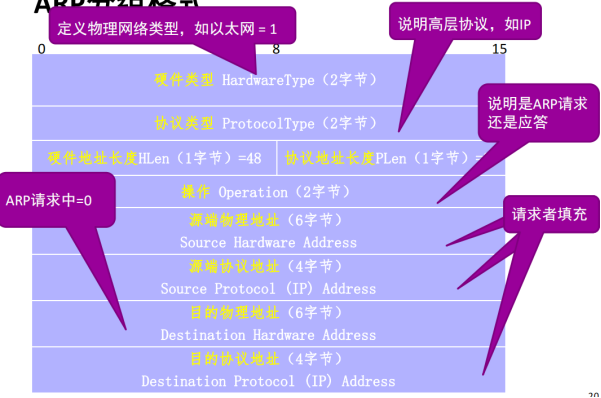 ARP分组格式
定义物理网络类型，如以太网 = 1
说明高层协议，如IP
0 8 15
硬件类型 HardwareType（2字节）
协议类型 ProtocolType（2字节）
说明是ARP请求
还是应答
硬件地址长度HLen（1字节）=48 协议地址长度PLen（1字节）=
操作 Operation（2字节）
ARP请求中=0
源端物理地址（6字节）
Source Hardware Address
请求者填充
源端协议地址（4字节）
Source Protocol (IP) Address
目的物理地址（6字节）
Destination Hardware Address
目的协议地址（4字节）
Destination Protocol (IP) Address
20